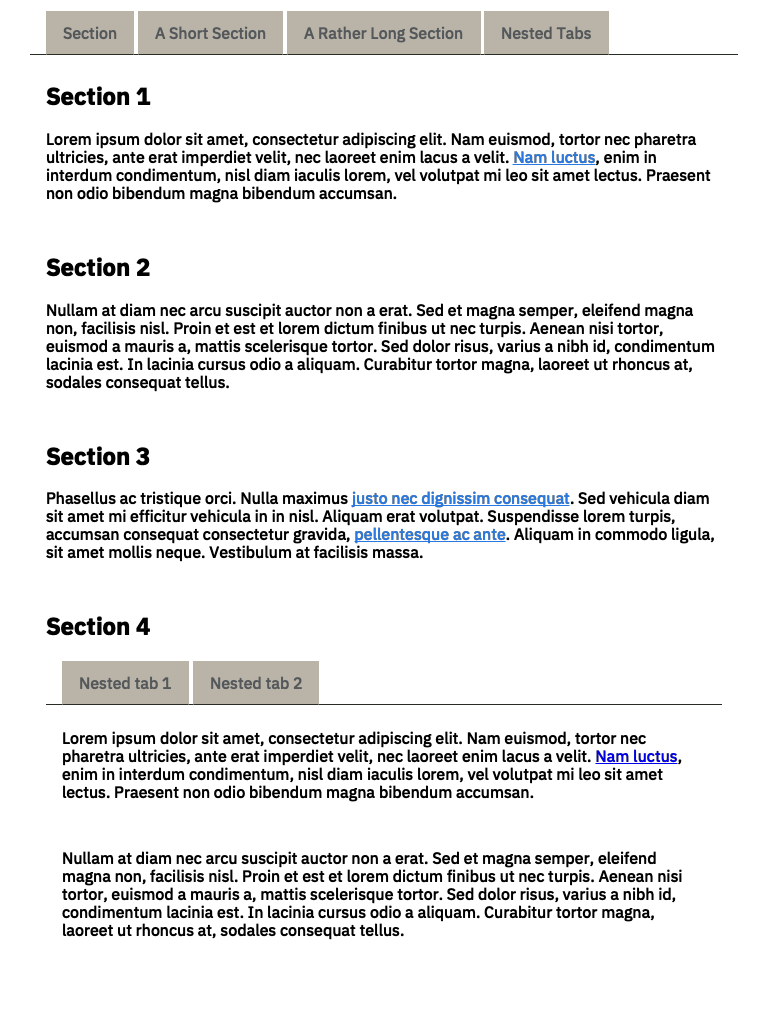 Section A Short Section A Rather Long Section Nested Tabs
Section 1
Lorem ipsum dolor sit amet, consectetur adipiscing elit. Nam euismod, tortor nec pharetra
ultricies, ante erat imperdiet velit, nec laoreet enim lacus a velit. Nam luctus, enim in
interdum condimentum, nisl diam iaculis lorem, vel volutpat mi leo sit amet lectus. Praesent
non odio bibendum magna bibendum accumsan.
Section 2
Nullam at diam nec arcu suscipit auctor non a erat. Sed et magna semper, eleifend magna
non, facilisis nisl. Proin et est et lorem dictum finibus ut nec turpis. Aenean nisi tortor,
euismod a mauris a, mattis scelerisque tortor. Sed dolor risus, varius a nibh id, condimentum
lacinia est. In lacinia cursus odio a aliquam. Curabitur tortor magna, laoreet ut rhoncus at,
sodales consequat tellus.
Section 3
Phasellus ac tristique orci. Nulla maximus justo nec dignissim consequat. Sed vehicula diam
sit amet mi efficitur vehicula in in nisl. Aliquam erat volutpat. Suspendisse lorem turpis,
accumsan consequat consectetur gravida, pellentesque ac ante. Aliquam in commodo ligula,
sit amet mollis neque. Vestibulum at facilisis massa.
Section 4
Nested tab 1 Nested tab 2
Lorem ipsum dolor sit amet, consectetur adipiscing elit. Nam euismod, tortor nec
pharetra ultricies, ante erat imperdiet velit, nec laoreet enim lacus a velit. Nam luctus,
enim in interdum condimentum, nisl diam iaculis lorem, vel volutpat mi leo sit amet
lectus. Praesent non odio bibendum magna bibendum accumsan.
Nullam at diam nec arcu suscipit auctor non a erat. Sed et magna semper, eleifend
magna non, facilisis nisl. Proin et est et lorem dictum finibus ut nec turpis. Aenean nisi
tortor, euismod a mauris a, mattis scelerisque tortor. Sed dolor risus, varius a nibh id,
condimentum lacinia est. In lacinia cursus odio a aliquam. Curabitur tortor magna,
laoreet ut rhoncus at, sodales consequat tellus.